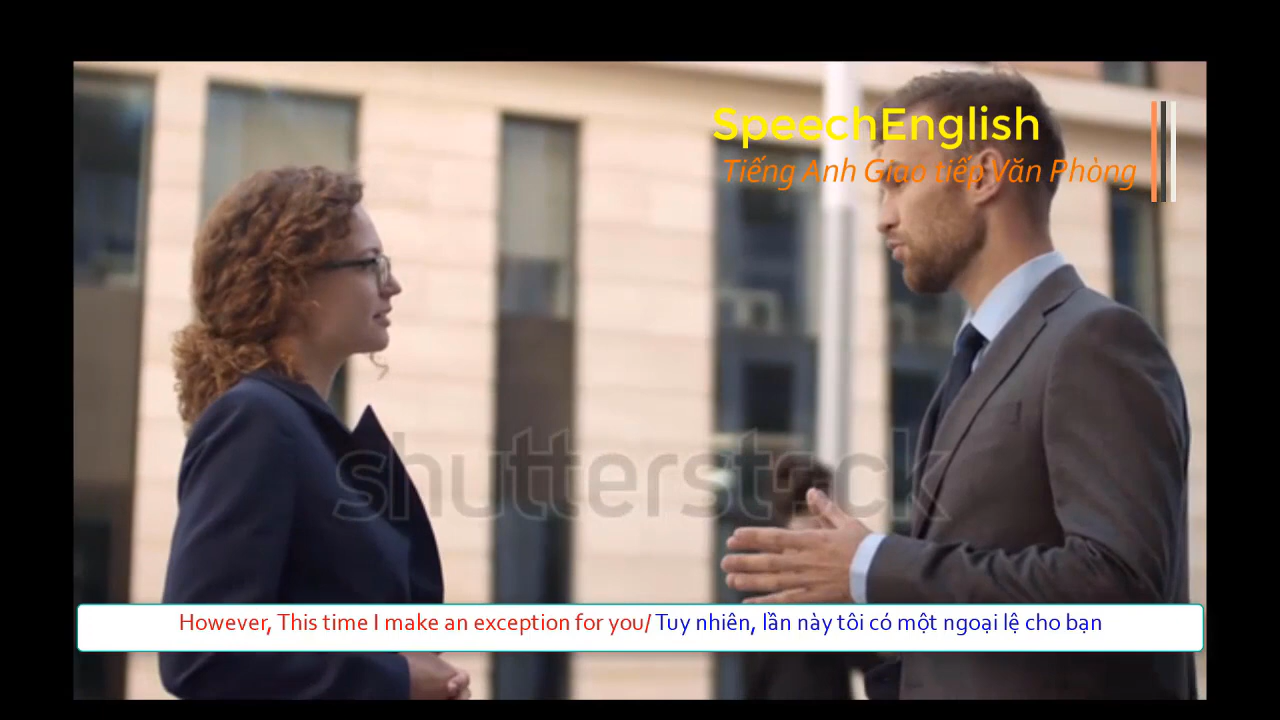 SpeechEnglish
Tiếng Anh Giao tiếp Văn Phòng
shutterstock
However, This time I make an exception for you/ Tuy nhiên, lần này tôi có một ngoại lệ cho bạn